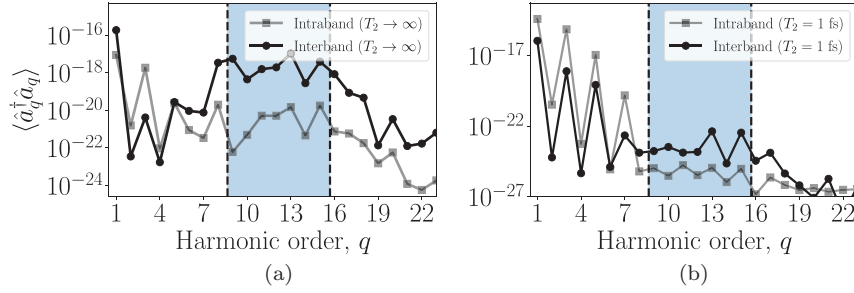 ⟨â†_q â_q⟩
10⁻¹⁶
10⁻¹⁸
10⁻²⁰
10⁻²²
10⁻²⁴
Intraband (T₂ → ∞)
Interband (T₂ → ∞)
1 4 7 10 13 16 19 22
Harmonic order, q
(a)
10⁻¹⁷
10⁻²²
10⁻²⁷
Intraband (T₂ = 1 fs)
Interband (T₂ = 1 fs)
1 4 7 10 13 16 19 22
Harmonic order, q
(b)